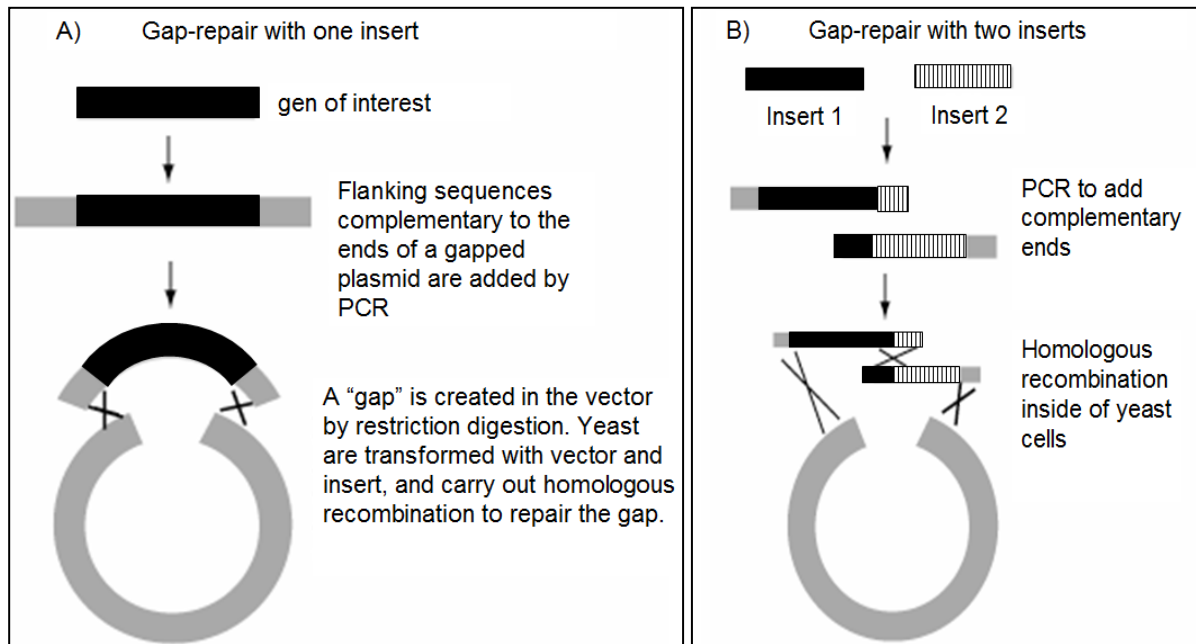 A) Gap-repair with one insert
gen of interest
Flanking sequences
complementary to the
ends of a gapped
plasmid are added by
PCR
A “gap” is created in the vector
by restriction digestion. Yeast
are transformed with vector and
insert, and carry out homologous
recombination to repair the gap.
B) Gap-repair with two inserts
Insert 1
Insert 2
PCR to add
complementary
ends
Homologous
recombination
inside of yeast
cells